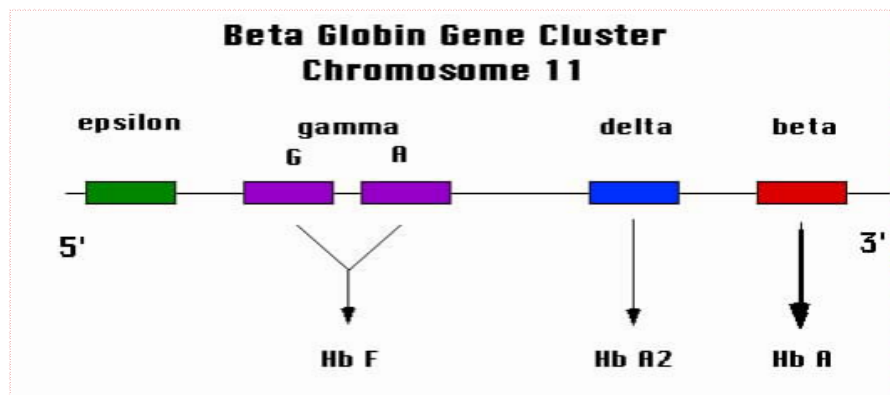 Beta Globin Gene Cluster
Chromosome 11
epsilon gamma delta beta
G A
5' 3'
Hb F Hb A2 Hb A